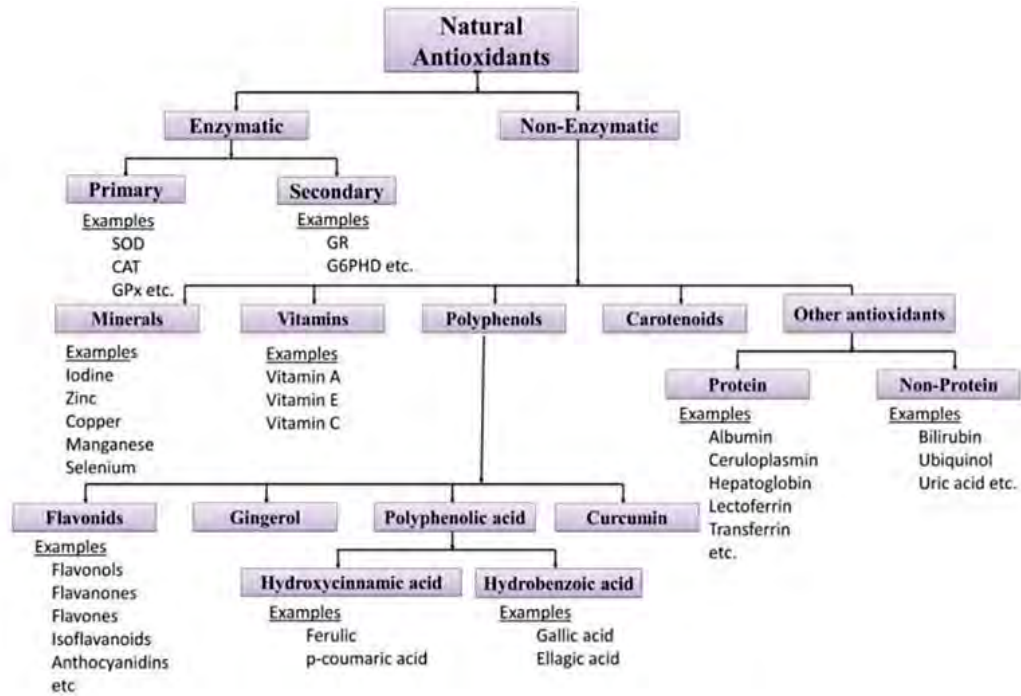 Natural
Antioxidants
Enzymatic
Non-Enzymatic
Primary
Secondary
Examples
SOD
CAT
GPx etc.
Examples
GR
G6PHD etc.
Minerals
Vitamins
Polyphenols
Carotenoids
Other antioxidants
Examples
Iodine
Zinc
Copper
Manganese
Selenium
Examples
Vitamin A
Vitamin E
Vitamin C
Protein
Non-Protein
Examples
Albumin
Ceruloplasmin
Hepatoglobin
Lectoferrin
Transferrin
etc.
Examples
Bilirubin
Ubiquinol
Uric acid etc.
Flavonids
Gingerol
Polyphenolic acid
Curcumin
Examples
Flavonols
Flavanones
Flavones
Isoflavanoids
Anthocyanidins
etc
Hydroxycinnamic acid
Hydrobenzoic acid
Examples
Ferulic
p-coumaric acid
Examples
Gallic acid
Ellagic acid